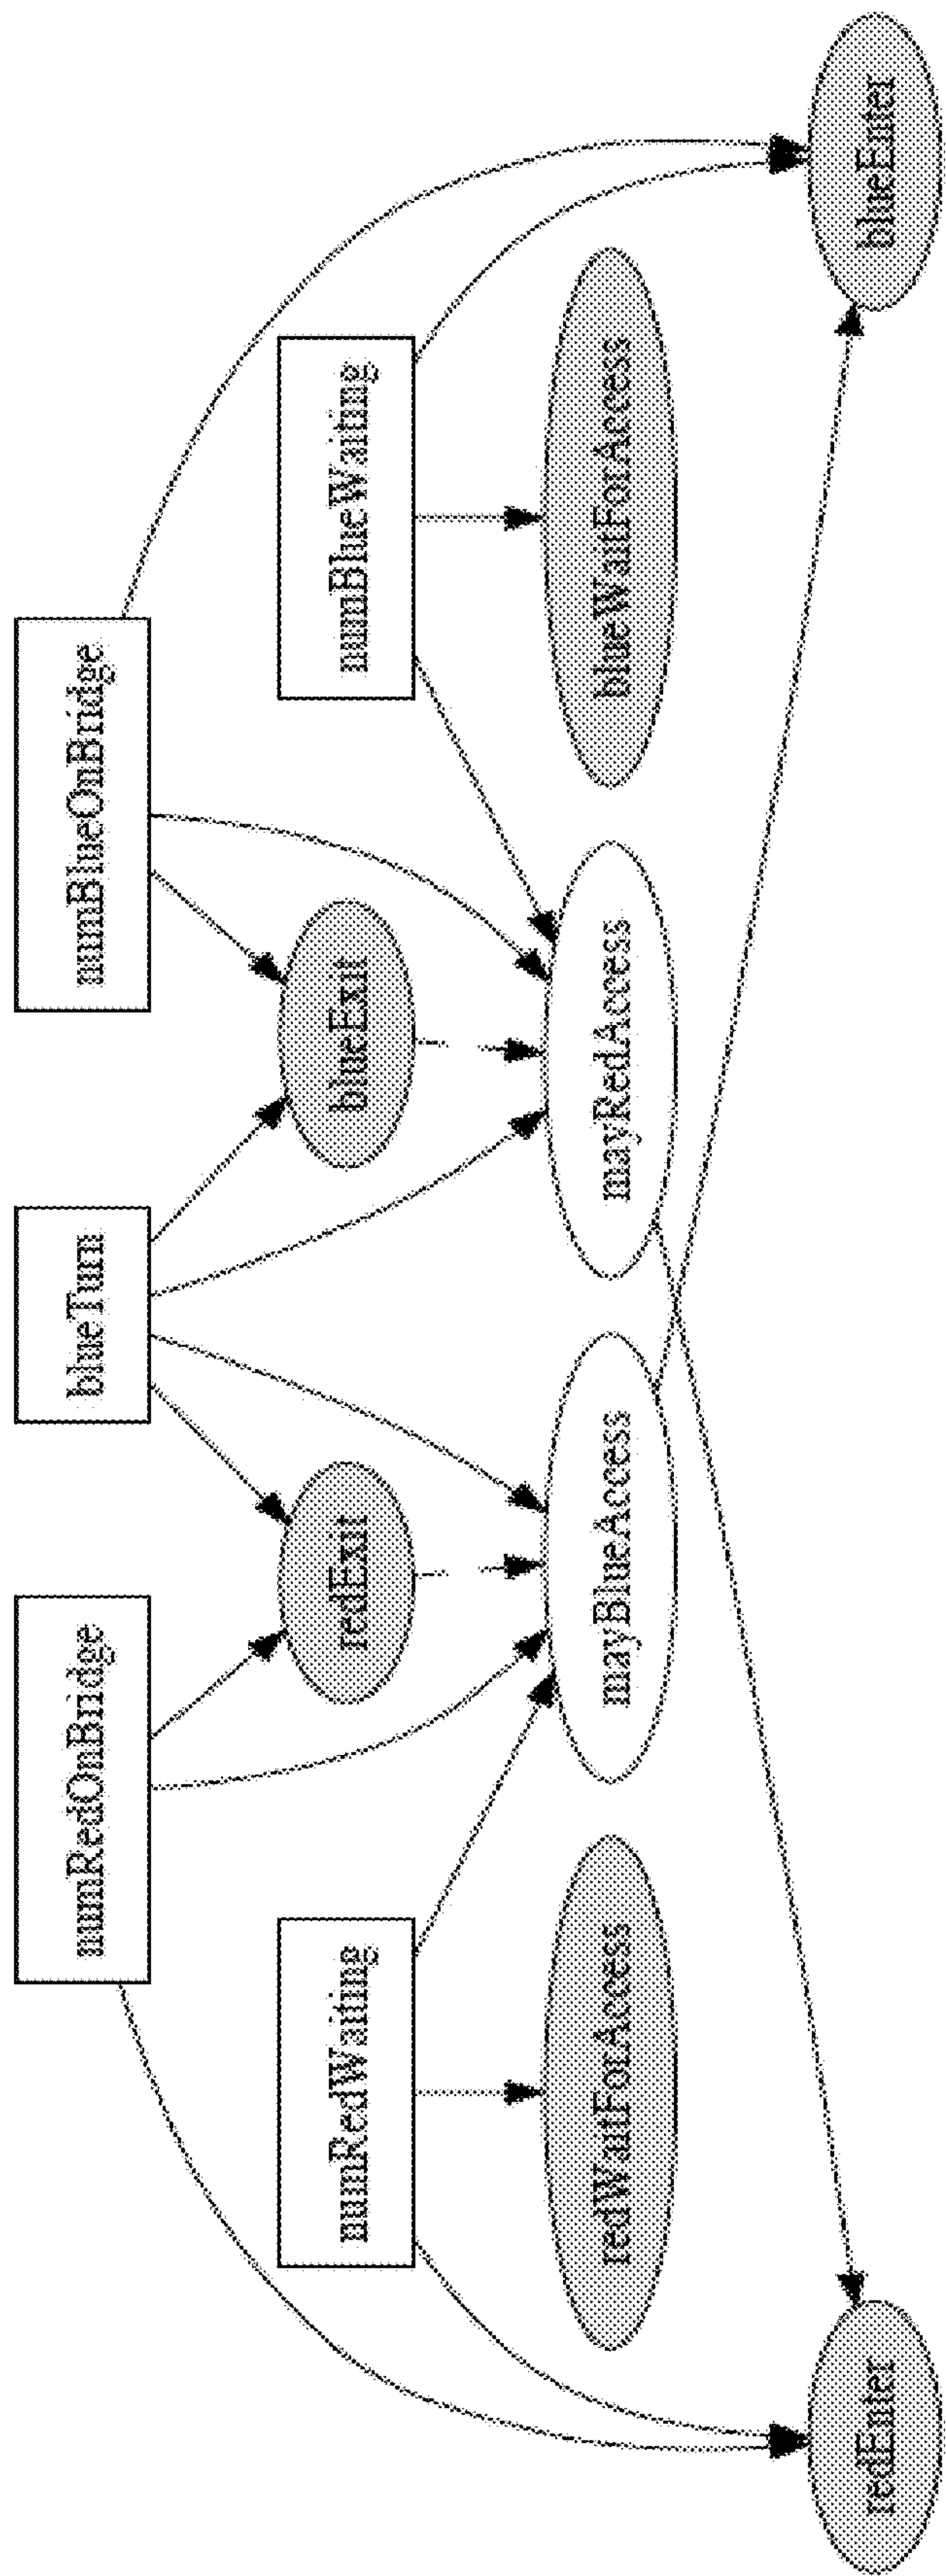 numRedOnBridge
blueTurn
numBlueOnBridge
numRedWaiting
redExit
blueExit
numBlueWaiting
redWaitForAccess
mayBlueAccess
mayRedAccess
blueWaitForAccess
redEnter
blueEnter